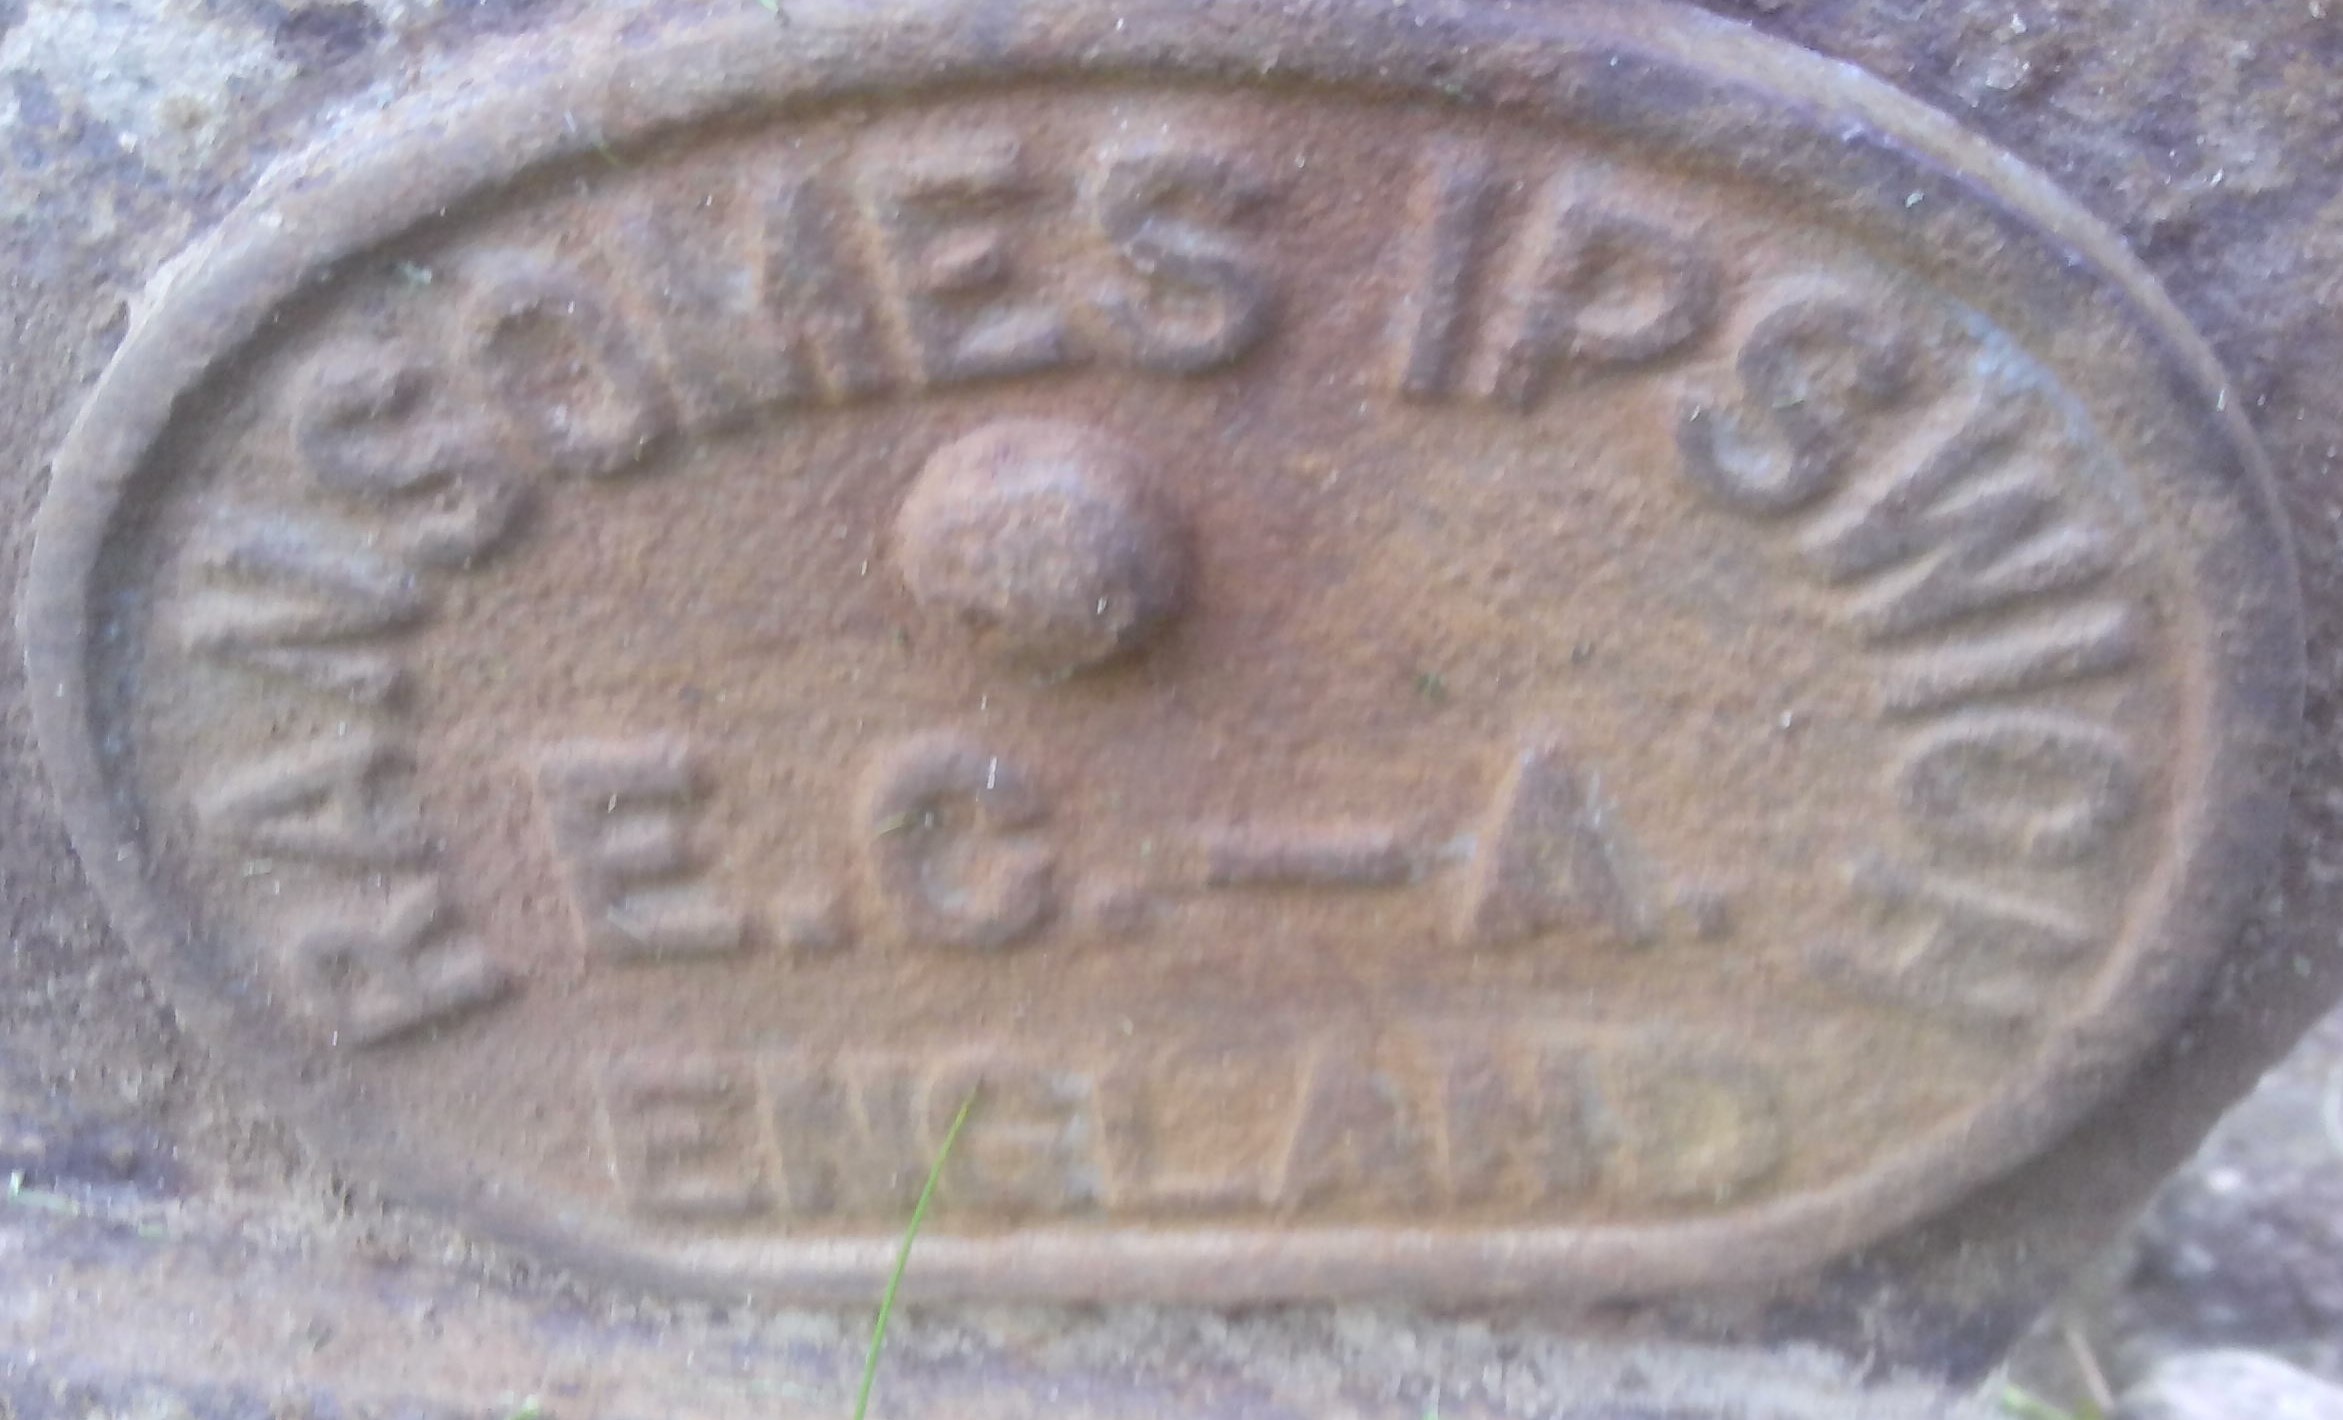 RANSOMES IPSWICH
E.C.-A.
ENGLAND